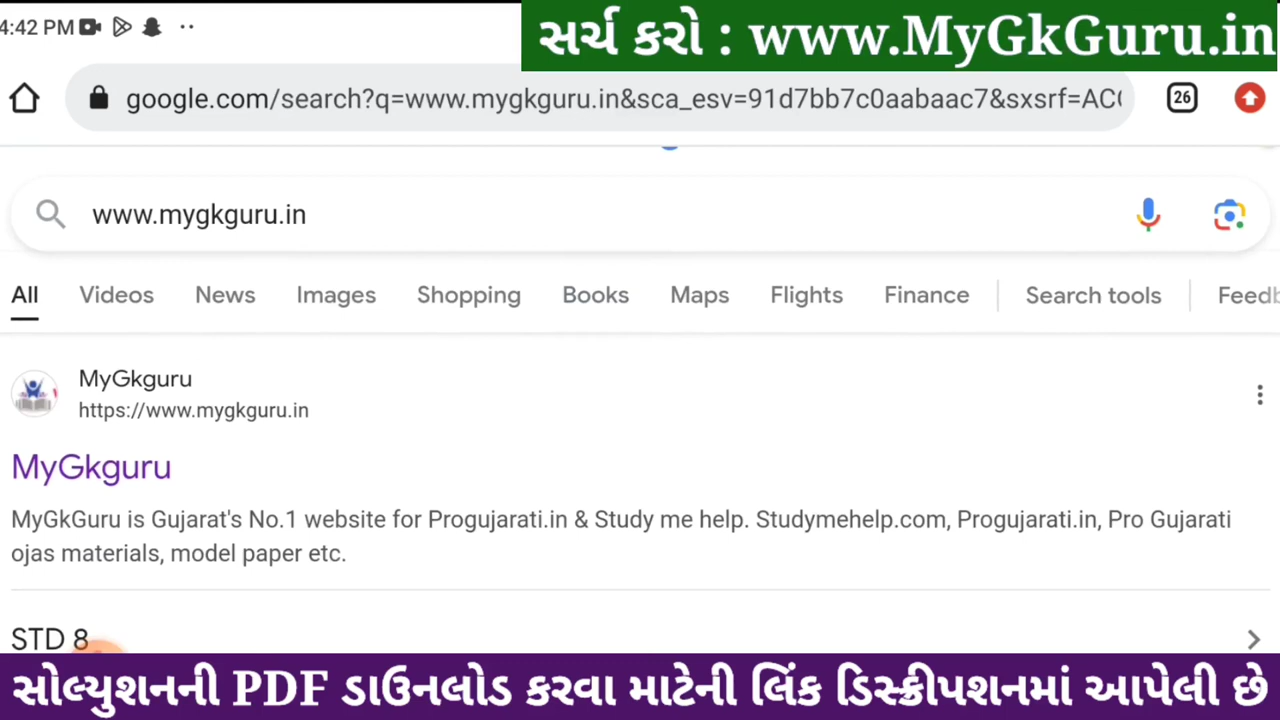 4:42 PM
સર્ચ કરો : www.MyGkGuru.in
google.com/search?q=www.mygkguru.in&sca_esv=91d7bb7c0aabaac7&sxsrf=AC
26
www.mygkguru.in
All Videos News Images Shopping Books Maps Flights Finance Search tools Feedb
MyGkguru
https://www.mygkguru.in
MyGkguru
MyGkGuru is Gujarat's No.1 website for Progujarati.in & Study me help. Studymehelp.com, Progujarati.in, Pro Gujarati
ojas materials, model paper etc.
STD 8
સોલ્યુશનની PDF ડાઉનલોડ કરવા માટેની લિંક ડિસ્ક્રીપશનમાં આપેલી છે